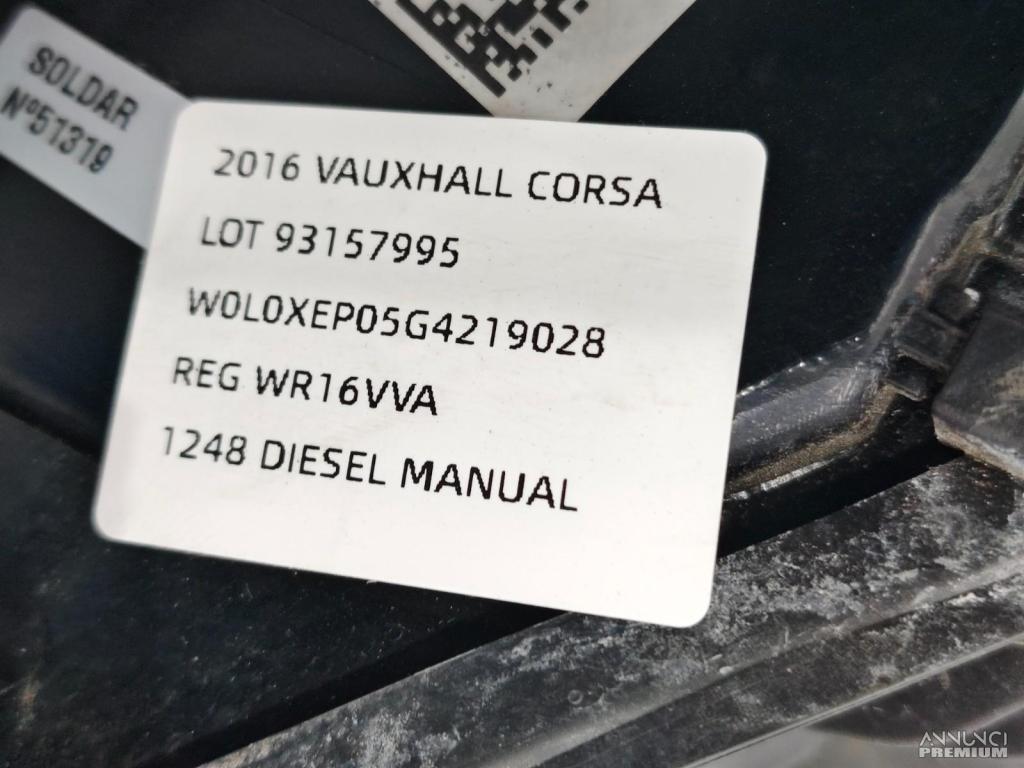 SOLDAR
Nº51319
2016 VAUXHALL CORSA
LOT 93157995
W0L0XEP05G4219028
REG WR16VVA
1248 DIESEL MANUAL
ANNUNCI
PREMIUM